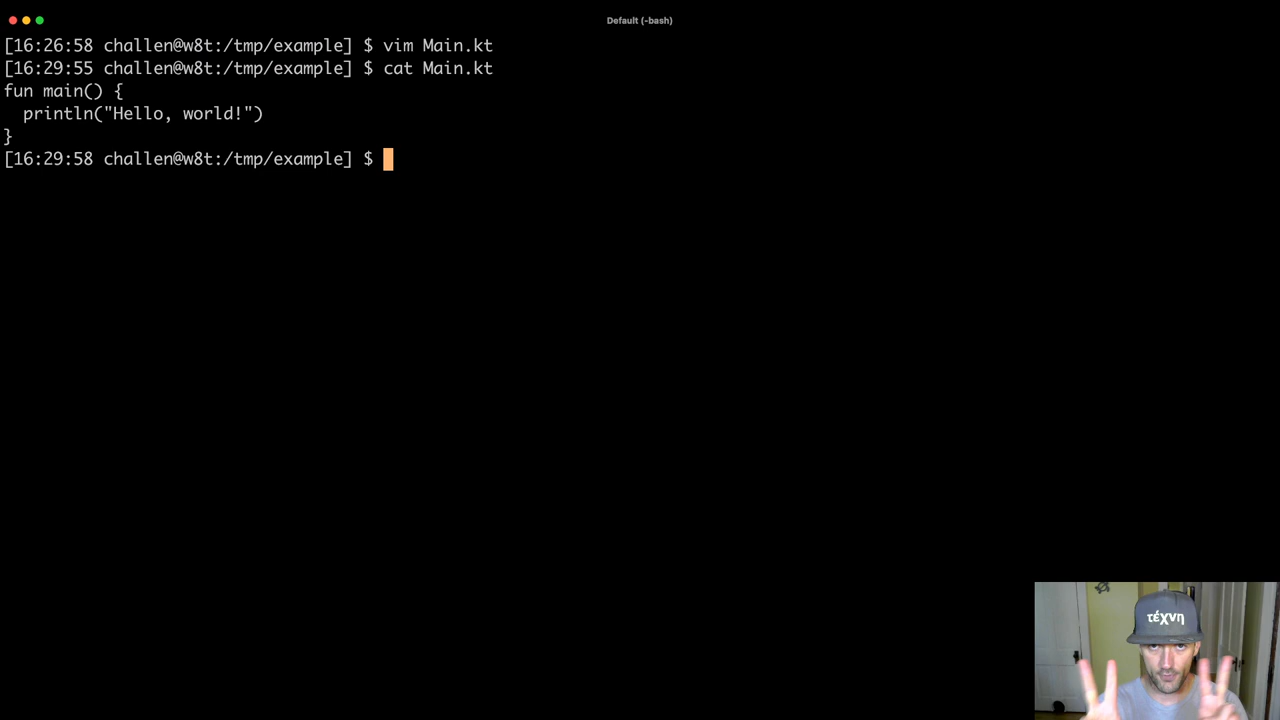 Default (-bash)
[16:26:58 challen@w8t:/tmp/example] $ vim Main.kt
[16:29:55 challen@w8t:/tmp/example] $ cat Main.kt
fun main() {
  println("Hello, world!")
}
[16:29:58 challen@w8t:/tmp/example] $
τέχνη